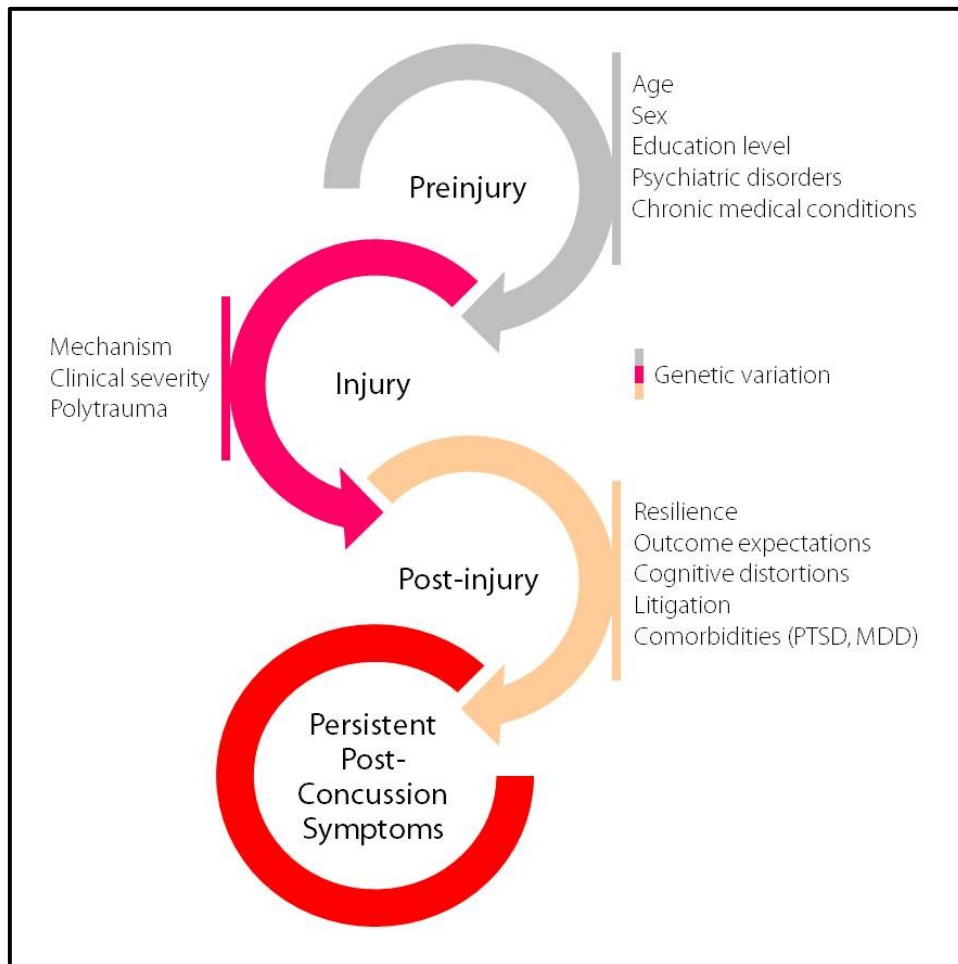 Preinjury
Age
Sex
Education level
Psychiatric disorders
Chronic medical conditions
Mechanism
Clinical severity
Polytrauma
Injury
Genetic variation
Post-injury
Resilience
Outcome expectations
Cognitive distortions
Litigation
Comorbidities (PTSD, MDD)
Persistent
Post-
Concussion
Symptoms